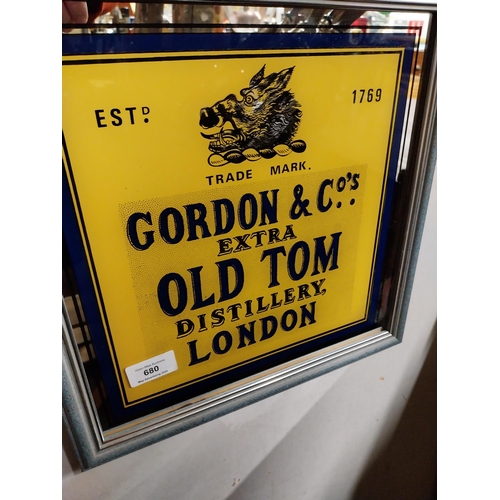 ESTD. 1769
TRADE MARK.
GORDON & Co's.
EXTRA
OLD TOM
DISTILLERY,
LONDON
680